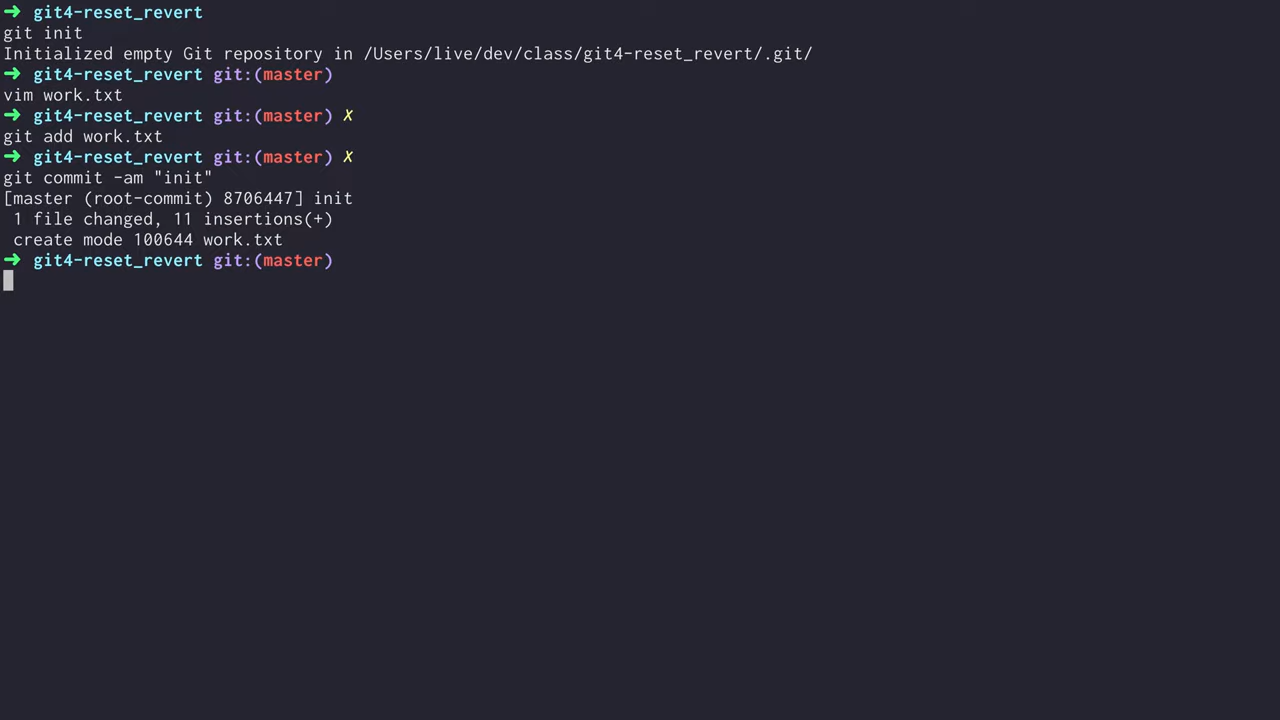 ➜ git4-reset_revert
git init
Initialized empty Git repository in /Users/live/dev/class/git4-reset_revert/.git/
➜ git4-reset_revert git:(master)
vim work.txt
➜ git4-reset_revert git:(master) ✗
git add work.txt
➜ git4-reset_revert git:(master) ✗
git commit -am "init"
[master (root-commit) 8706447] init
1 file changed, 11 insertions(+)
create mode 100644 work.txt
➜ git4-reset_revert git:(master)